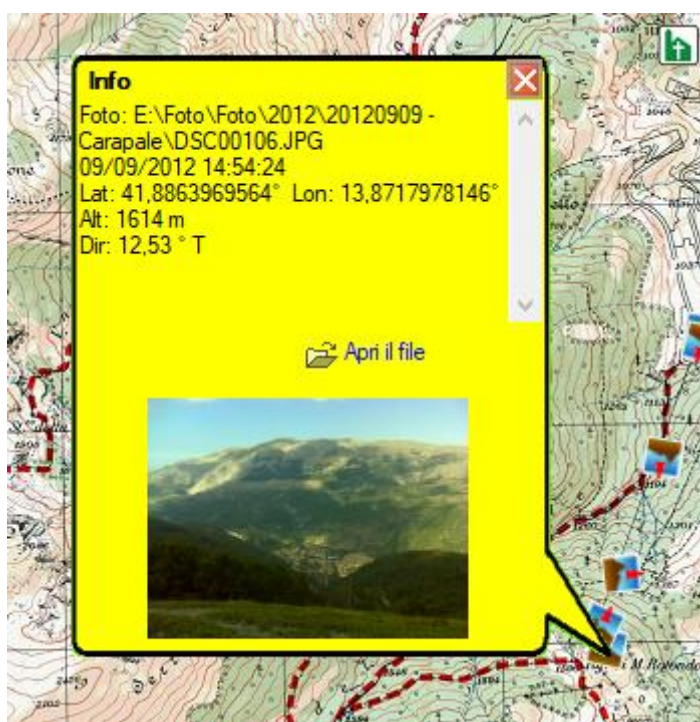 Info
Foto: E:\Foto\Foto\2012\20120909 -
Carapale\DSC00106.JPG
09/09/2012 14:54:24
Lat: 41,8863969564° Lon: 13,8717978146°
Alt: 1614 m
Dir: 12,53 ° T
Apri il file
M. Rotondo